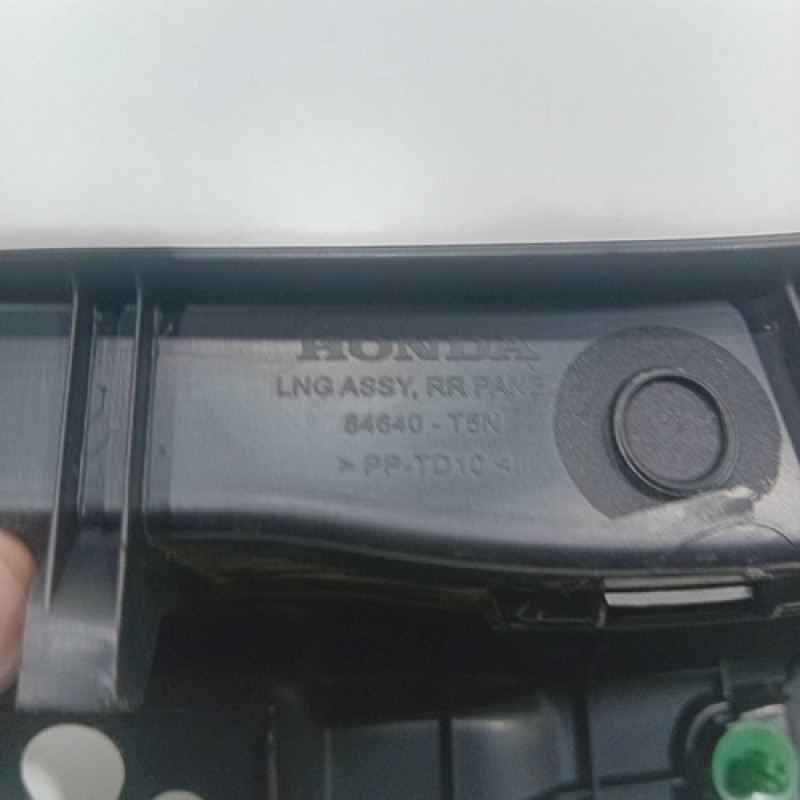 HONDA
LNG ASSY, RR PANE
84640 - T5N
> PP-TD10 <